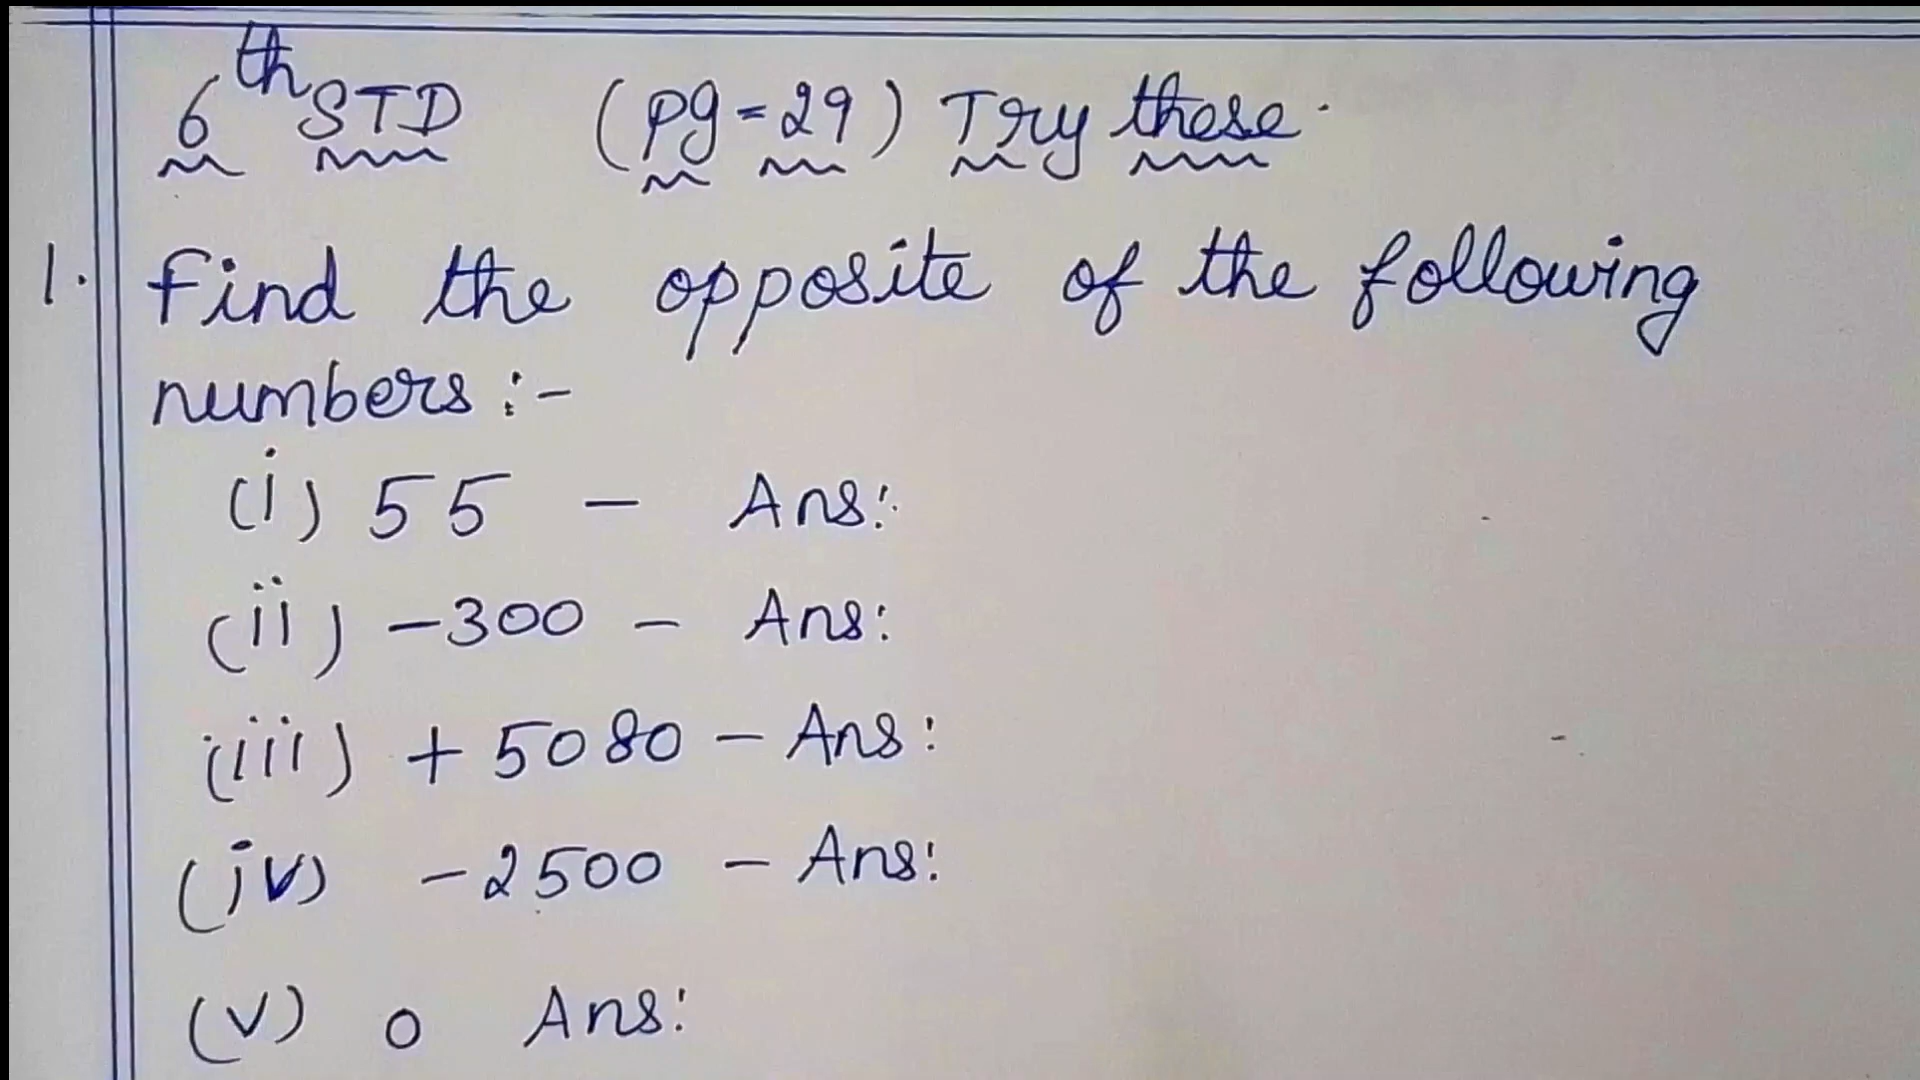 6th STD (pg=29) Try these.
1. Find the opposite of the following
numbers:-
(i) 55 - Ans:
(ii) -300 - Ans:
(iii) +5080 - Ans:
(iv) -2500 - Ans:
(v) 0 Ans: